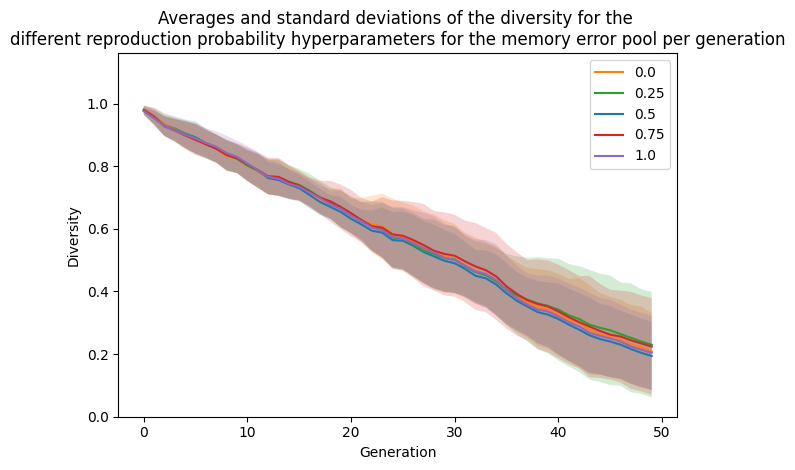 Averages and standard deviations of the diversity for the
different reproduction probability hyperparameters for the memory error pool per generation
0.0
0.25
0.5
0.75
1.0
1.0
0.8
0.6
0.4
0.2
0.0
Diversity
0 10 20 30 40 50
Generation